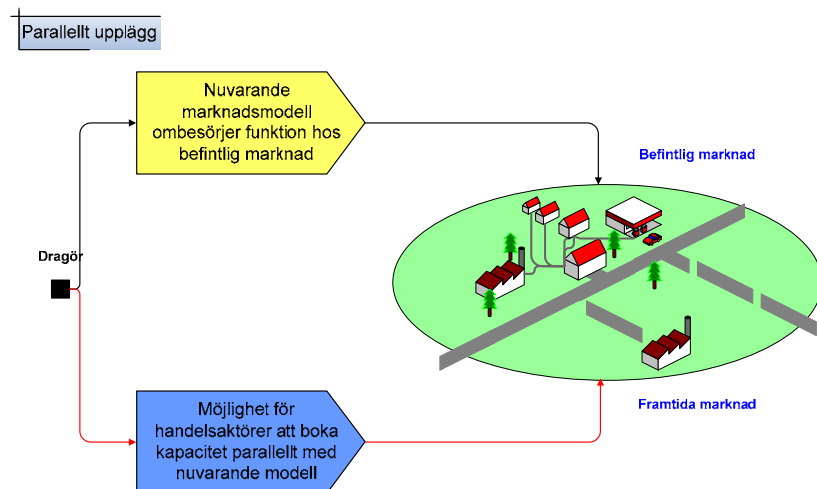 Parallellt upplägg
Nuvarande
marknadsmodell
ombesörjer funktion hos
befintlig marknad
Befintlig marknad
Dragör
Möjlighet för
handelsaktörer att boka
kapacitet parallellt med
nuvarande modell
Framtida marknad